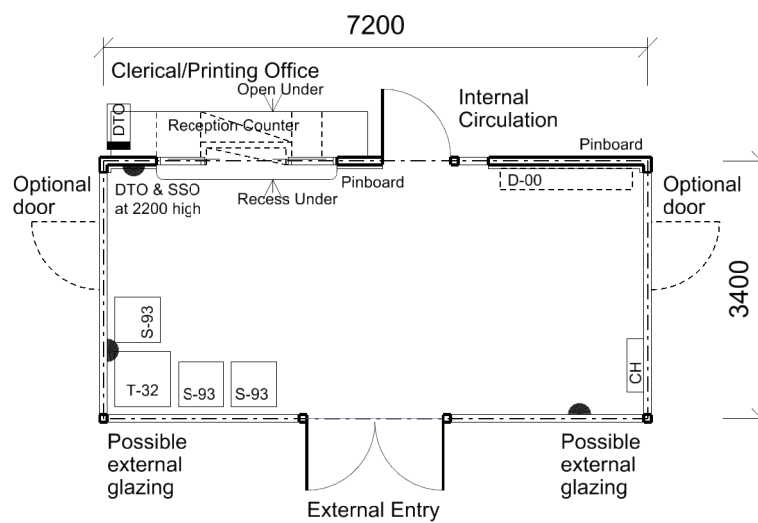 7200
Clerical/Printing Office
Open Under
DTO
Reception Counter
Internal
Circulation
Pinboard
Optional
door
DTO & SSO
at 2200 high
Recess Under
Pinboard
D-00
Optional
door
3400
S-93
T-32
S-93
S-93
CH
Possible
external
glazing
Possible
external
glazing
External Entry